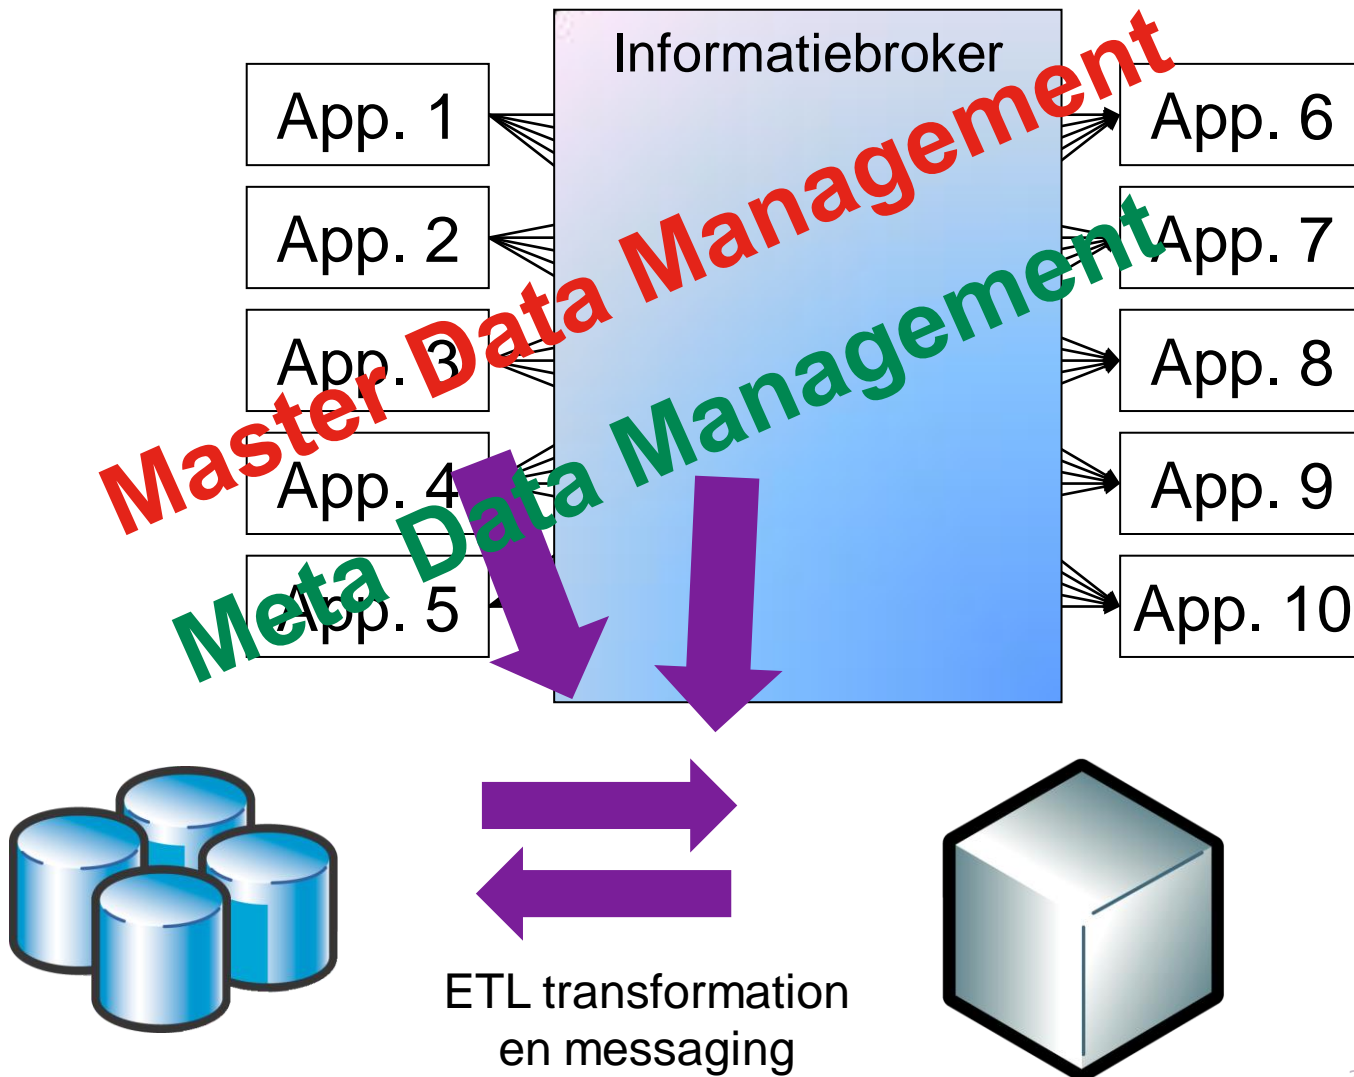 Informatiebroker
App. 1
App. 2
App. 3
App. 4
App. 5
App. 6
App. 7
App. 8
App. 9
App. 10
Master Data Management
Meta Data Management
ETL transformation
en messaging